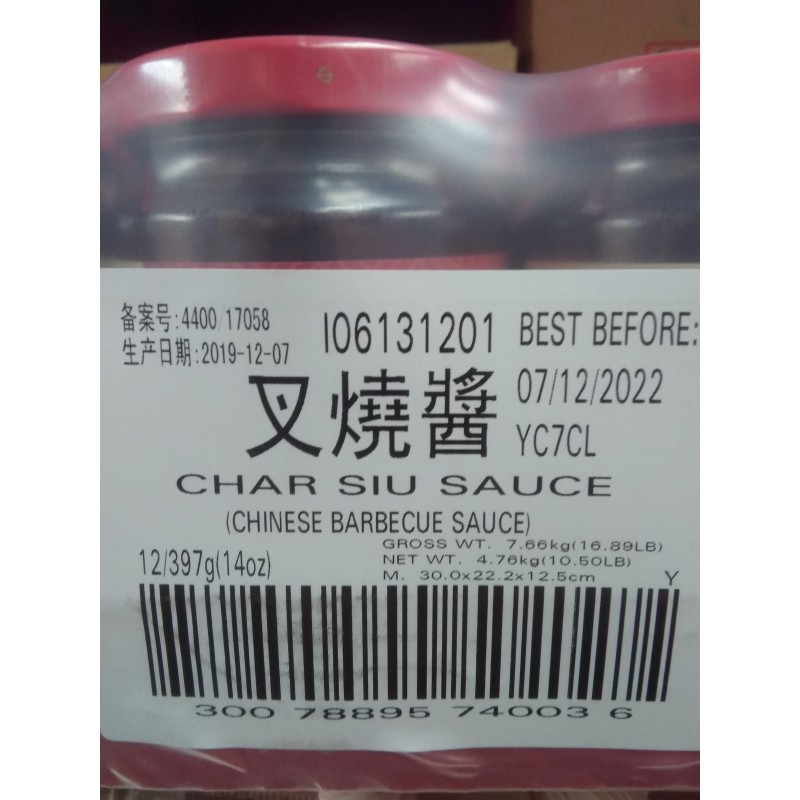 备案号:4400/17058
生产日期:2019-12-07
I06131201
BEST BEFORE:
07/12/2022
YC7CL
叉燒醬
CHAR SIU SAUCE
(CHINESE BARBECUE SAUCE)
12/397g(14oz)
GROSS WT. 7.66kg(16.89LB)
NET WT. 4.76kg(10.50LB)
M. 30.0x22.2x12.5cm
Y
300 78895 74003 6